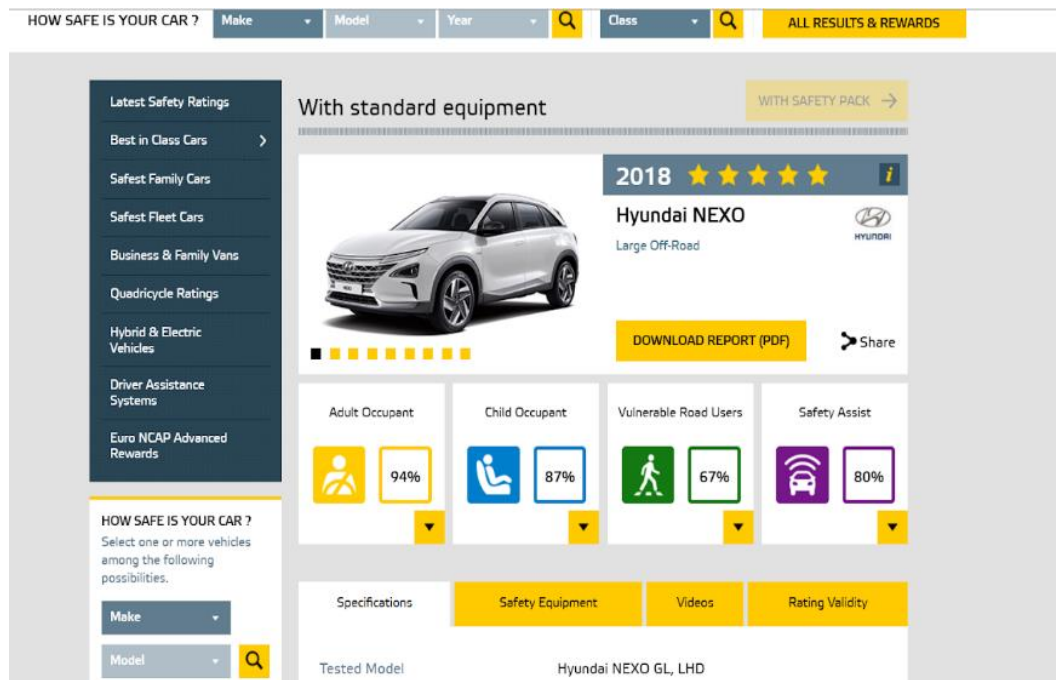 HOW SAFE IS YOUR CAR ? Make Model Year Class ALL RESULTS & REWARDS
Latest Safety Ratings
Best in Class Cars
Safest Family Cars
Safest Fleet Cars
Business & Family Vans
Quadricycle Ratings
Hybrid & Electric
Vehicles
Driver Assistance
Systems
Euro NCAP Advanced
Rewards
HOW SAFE IS YOUR CAR ?
Select one or more vehicles
among the following
possibilities.
Make
Model
With standard equipment
WITH SAFETY PACK
2018
Hyundai NEXO
HYUNDAI
Large Off-Road
DOWNLOAD REPORT (PDF)
Share
Adult Occupant
94%
Child Occupant
87%
Vulnerable Road Users
67%
Safety Assist
80%
Specifications Safety Equipment Videos Rating Validity
Tested Model Hyundai NEXO GL, LHD